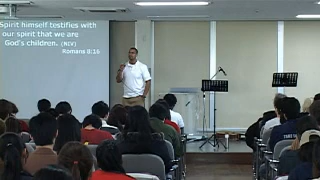 Spirit himself testifies with
our spirit that we are
God's children. (NIV)
Romans 8:16